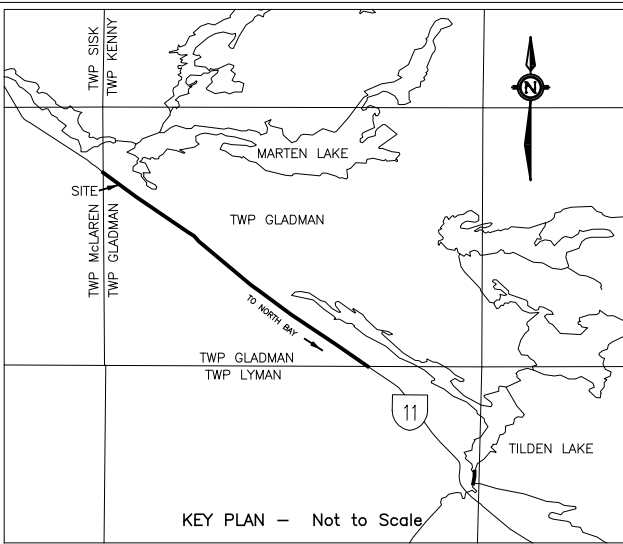 TWP SISK
TWP KENNY
N
MARTEN LAKE
SITE
TWP GLADMAN
TWP McLAREN
TWP GLADMAN
TO NORTH BAY
TWP GLADMAN
TWP LYMAN
11
TILDEN LAKE
KEY PLAN - Not to Scale